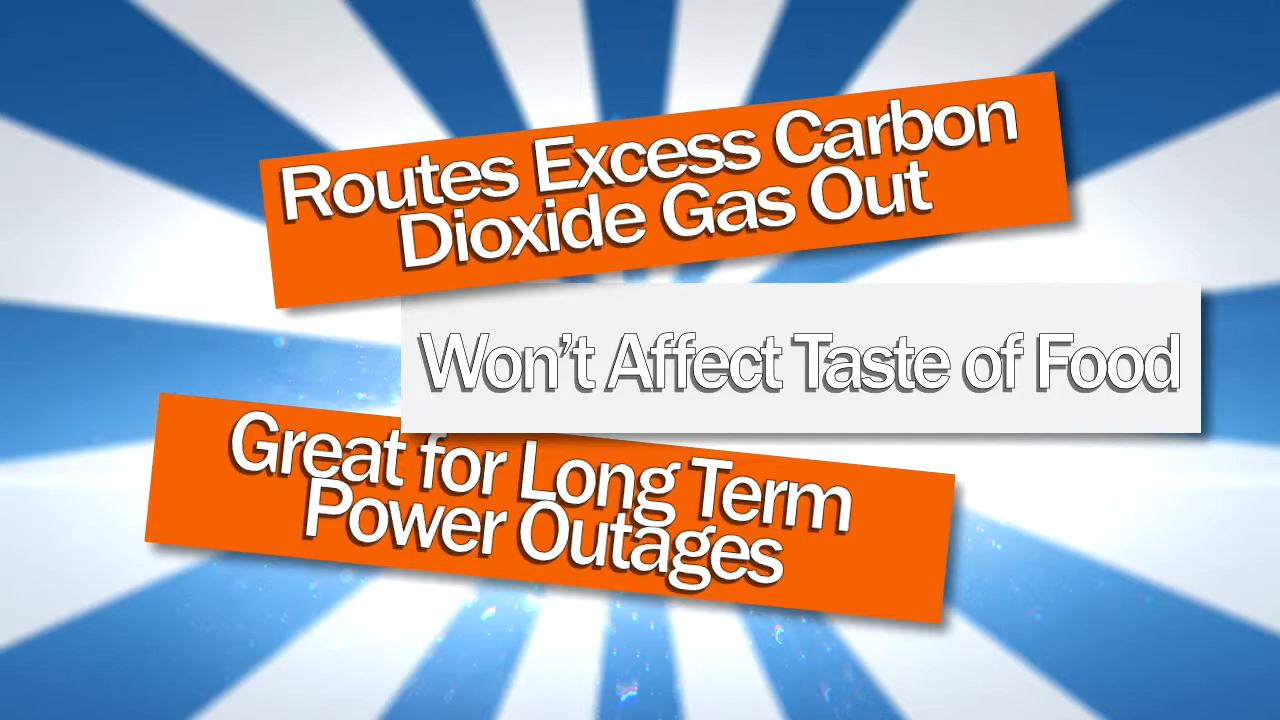 Routes Excess Carbon
Dioxide Gas Out
Won't Affect Taste of Food
Great for Long Term
Power Outages